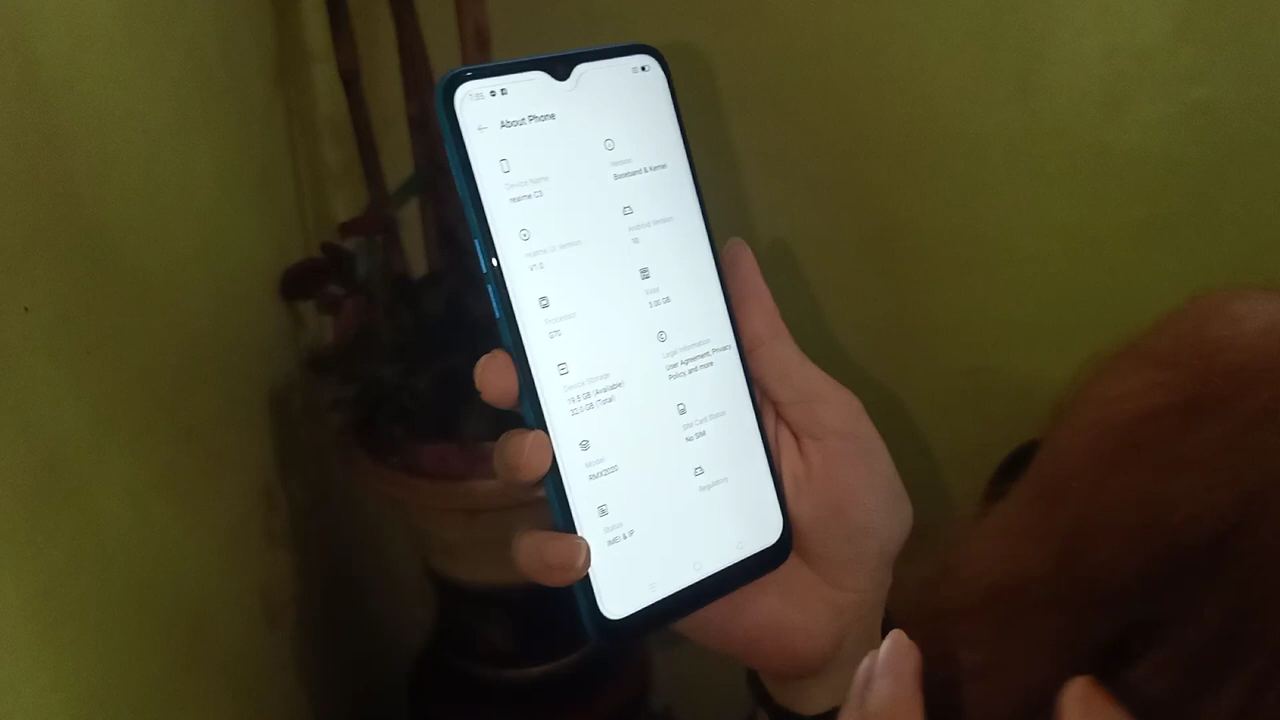 7:55
About Phone
Device Name
realme C3
Version
Baseband & Kernel
realme UI Version
V1.0
Android Version
10
Processor
G70
RAM
3.00 GB
Device Storage
19.5 GB (Available)
32.0 GB (Total)
Legal Information
User Agreement, Privacy
Policy, and more
Model
RMX2020
SIM Card Status
No SIM
Status
IMEI & IP
Regulatory